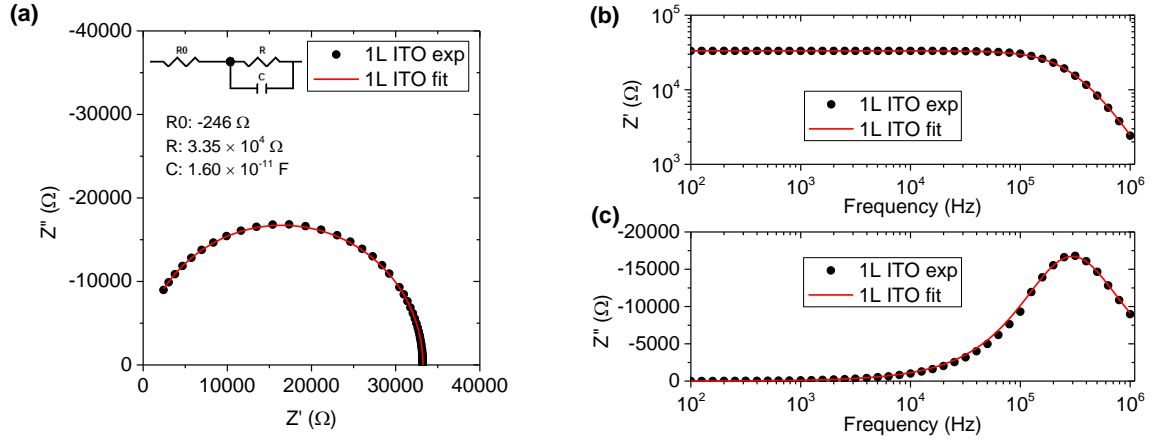 (a)
-40000
-30000
-20000
-10000
0
Z'' (Ω)
0
10000
20000
30000
40000
Z' (Ω)
R0
R
C
1L ITO exp
1L ITO fit
R0: -246 Ω
R: 3.35 × 10⁴ Ω
C: 1.60 × 10⁻¹¹ F
(b)
10⁵
10⁴
10³
Z' (Ω)
1L ITO exp
1L ITO fit
10²
10³
10⁴
10⁵
10⁶
Frequency (Hz)
(c)
-20000
-15000
-10000
-5000
0
Z'' (Ω)
1L ITO exp
1L ITO fit
10²
10³
10⁴
10⁵
10⁶
Frequency (Hz)